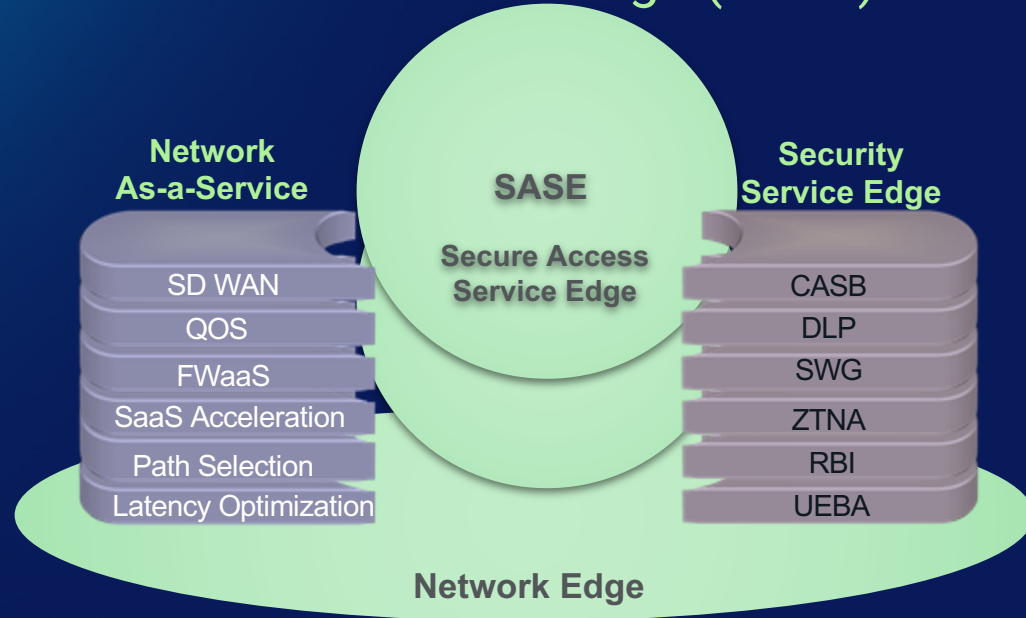 Network
As-a-Service
SD WAN
QOS
FWaaS
SaaS Acceleration
Path Selection
Latency Optimization
SASE
Secure Access
Service Edge
Security
Service Edge
CASB
DLP
SWG
ZTNA
RBI
UEBA
Network Edge